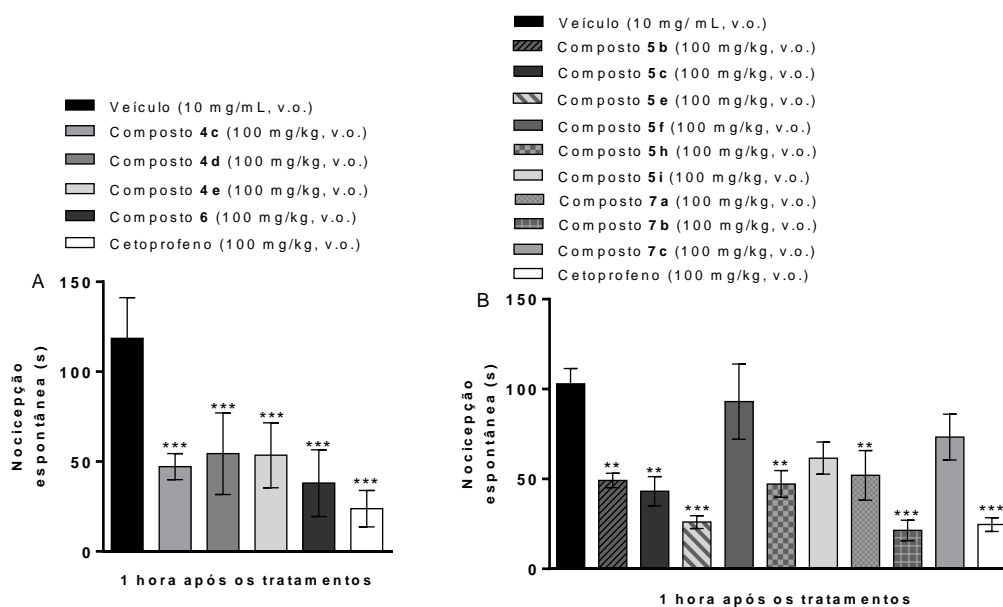 Veículo (10 mg/mL, v.o.)
Composto 4c (100 mg/kg, v.o.)
Composto 4d (100 mg/kg, v.o.)
Composto 4e (100 mg/kg, v.o.)
Composto 6 (100 mg/kg, v.o.)
Cetoprofeno (100 mg/kg, v.o.)
A
150
100
50
0
Nocicepção
espontânea (s)
***
***
***
***
***
1 hora após os tratamentos
Veículo (10 mg/ mL, v.o.)
Composto 5b (100 mg/kg, v.o.)
Composto 5c (100 mg/kg, v.o.)
Composto 5e (100 mg/kg, v.o.)
Composto 5f (100 mg/kg, v.o.)
Composto 5h (100 mg/kg, v.o.)
Composto 5i (100 mg/kg, v.o.)
Composto 7a (100 mg/kg, v.o.)
Composto 7b (100 mg/kg, v.o.)
Composto 7c (100 mg/kg, v.o.)
Cetoprofeno (100 mg/kg, v.o.)
B
150
100
50
0
Nocicepção
espontânea (s)
**
**
***
**
**
***
***
1 hora após os tratamentos